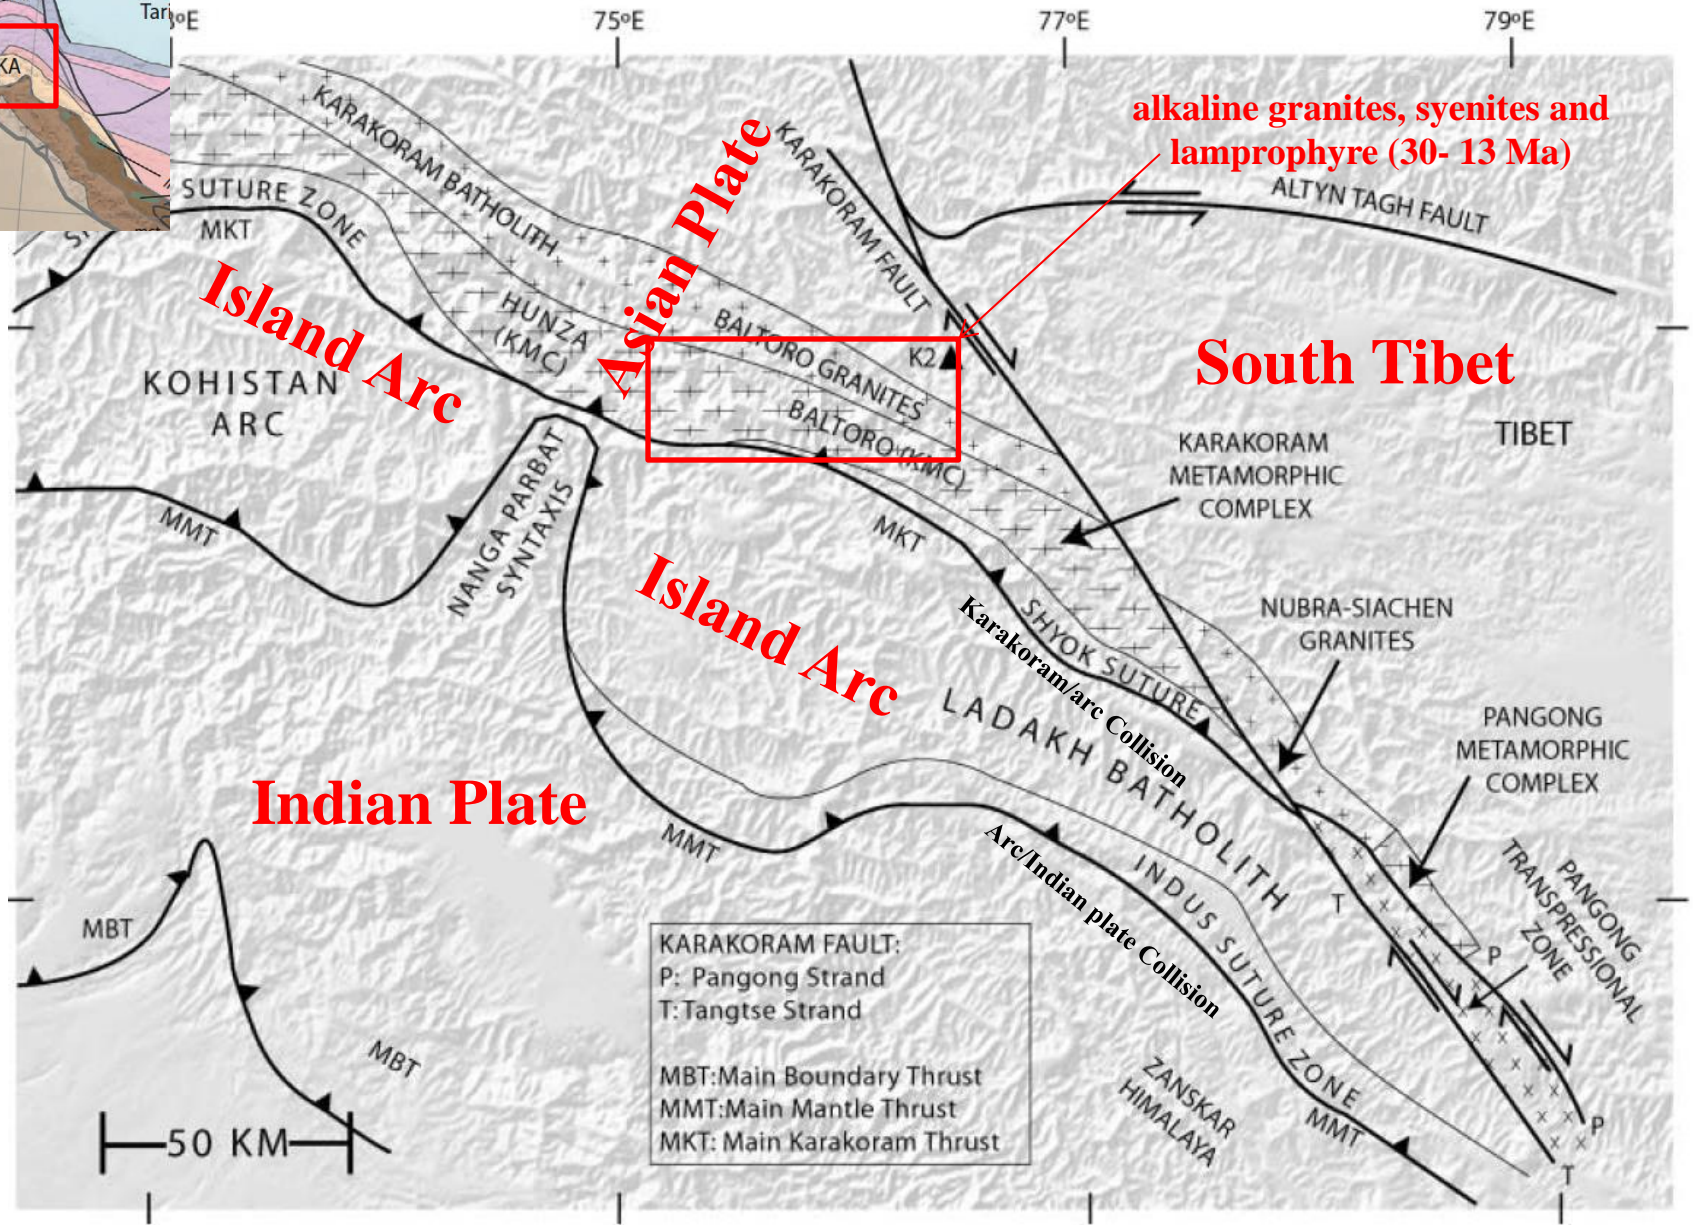 Tari
KA
75ºE
77ºE
79ºE
alkaline granites, syenites and
lamprophyre (30- 13 Ma)
KARAKORAM BATHOLITH
Asian Plate
KARAKORAM FAULT
ALTYN TAGH FAULT
SUTURE ZONE
MKT
Island Arc
HUNZA
(KMC)
BALTORO GRANITES
K2
South Tibet
KOHISTAN
ARC
BALTORO (KMC)
TIBET
KARAKORAM
METAMORPHIC
COMPLEX
MMT
NANGA PARBAT
SYNTAXIS
MKT
Island Arc
Karakoram/arc Collision
SHYOK SUTURE
NUBRA-SIACHEN
GRANITES
LADAKH BATHOLITH
PANGONG
METAMORPHIC
COMPLEX
Indian Plate
MMT
Arc/Indian plate Collision
INDUS SUTURE ZONE
PANGONG
TRANSPRESSIONAL
ZONE
T
P
MBT
MBT
KARAKORAM FAULT:
P: Pangong Strand
T: Tangtse Strand
MBT:Main Boundary Thrust
MMT:Main Mantle Thrust
MKT: Main Karakoram Thrust
ZANSKAR
HIMALAYA
MMT
P
T
50 KM